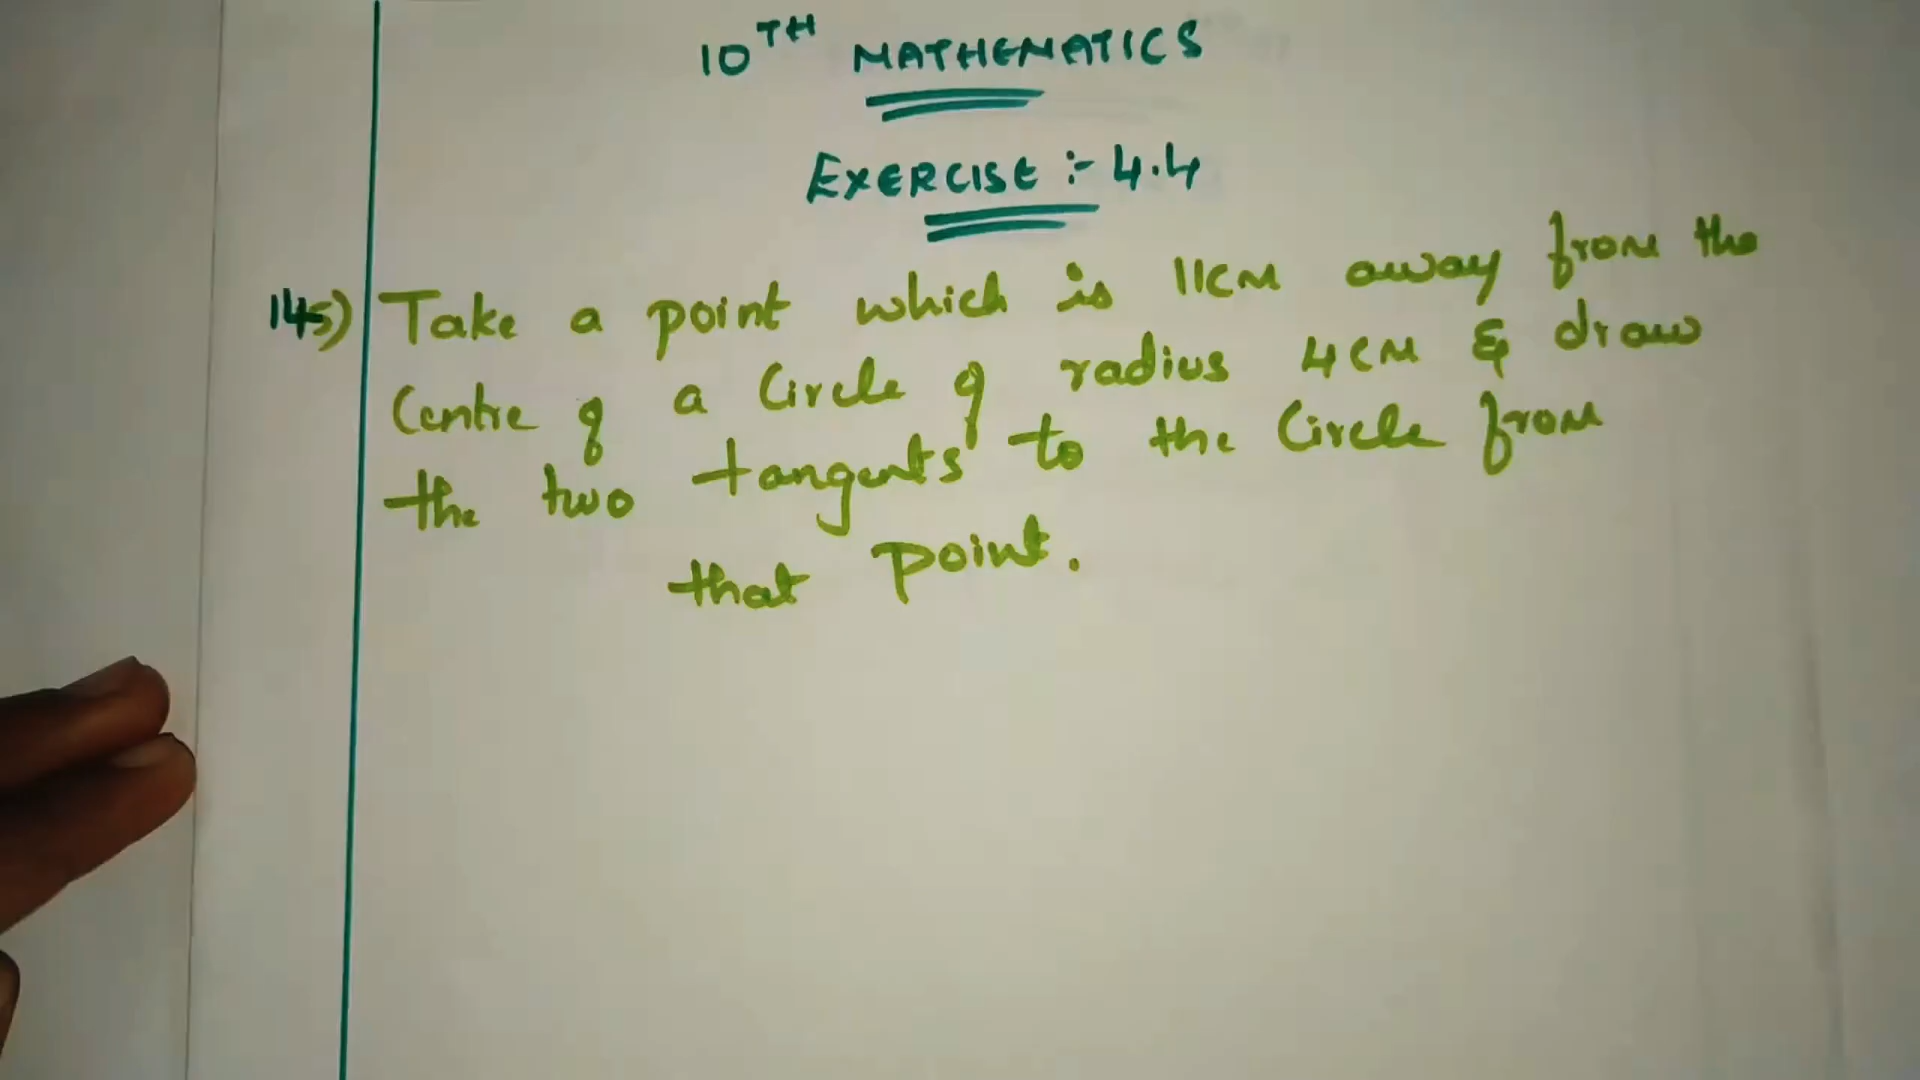 10TH MATHEMATICS
EXERCISE :- 4.4
14s) Take a point which is 11cm away from the
Centre of a Circle of radius 4cm & draw
the two tangents to the Circle from
that point.